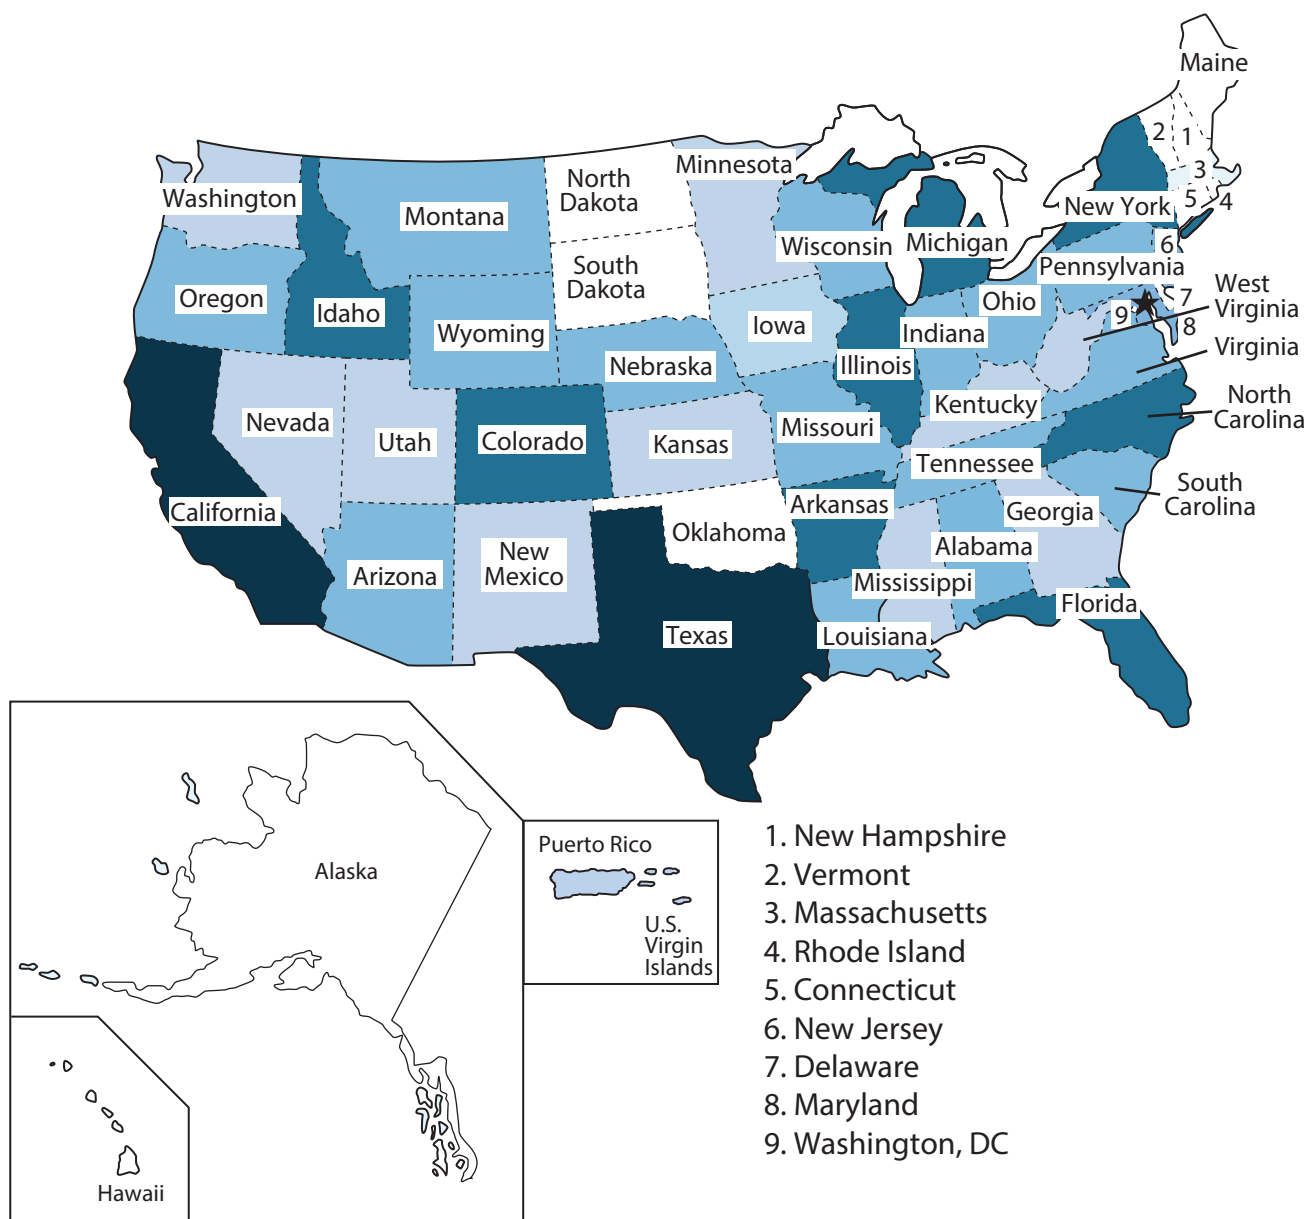 Maine
2
1
Minnesota
3
Washington
North
Dakota
5
4
Montana
New York
Wisconsin
Michigan
6
South
Dakota
Pennsylvania
Oregon
West
Virginia
Ohio
7
Idaho
9
8
Iowa
Wyoming
Indiana
Virginia
Nebraska
Illinois
North
Carolina
Kentucky
Nevada
Missouri
Utah
Colorado
Kansas
Tennessee
South
Carolina
Arkansas
California
Georgia
Oklahoma
Alabama
New
Mexico
Arizona
Mississippi
Florida
Texas
Louisiana
Alaska
Puerto Rico
U.S.
Virgin
Islands
Hawaii
1. New Hampshire
2. Vermont
3. Massachusetts
4. Rhode Island
5. Connecticut
6. New Jersey
7. Delaware
8. Maryland
9. Washington, DC